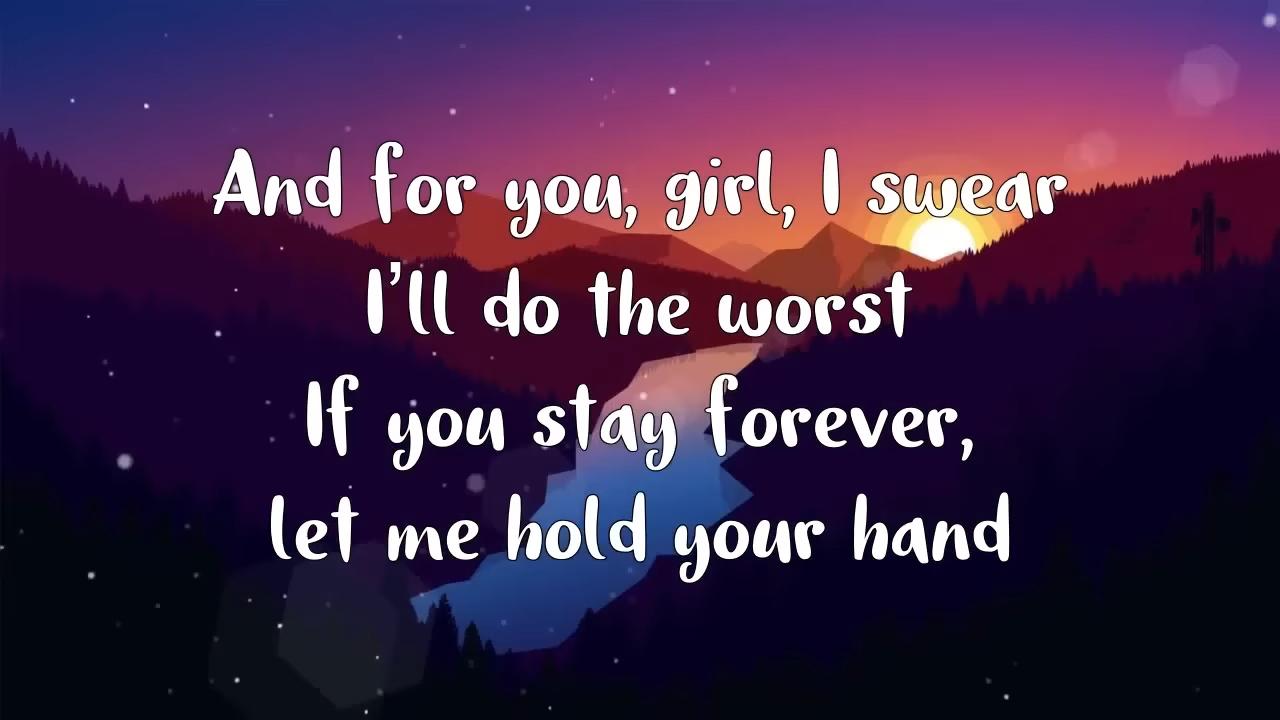 And for you, girl, I swear
I'll do the worst
If you stay forever,
let me hold your hand